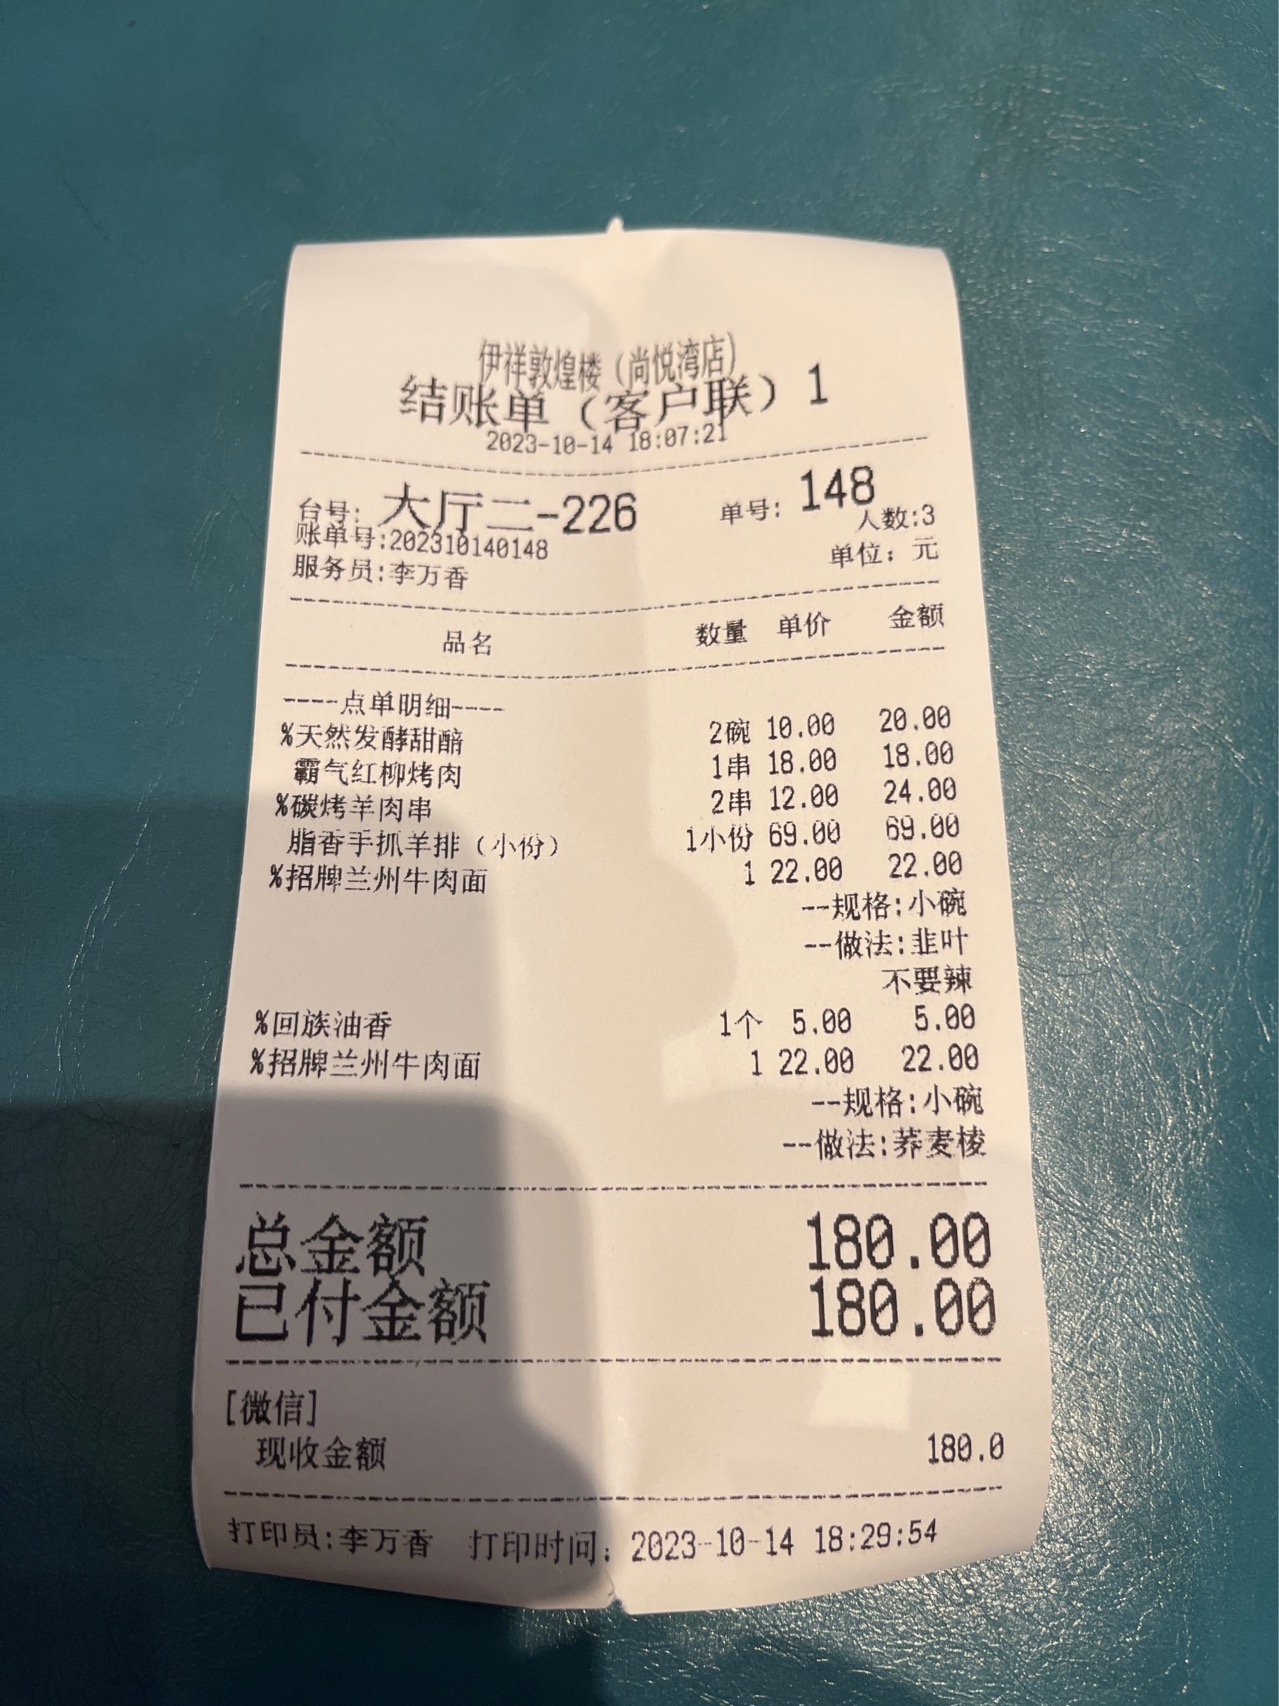 伊祥敦煌楼（尚悦湾店）
结账单（客户联）1
2023-10-14 18:07:21
台号: 大厅二-226 单号: 148
账单号:202310140148 人数:3
服务员:李万香 单位：元
品名 数量 单价 金额
----点单明细----
%天然发酵甜醅 2碗 10.00 20.00
霸气红柳烤肉 1串 18.00 18.00
%碳烤羊肉串 2串 12.00 24.00
脂香手抓羊排（小份） 1小份 69.00 69.00
%招牌兰州牛肉面 1 22.00 22.00
--规格:小碗
--做法:韭叶
不要辣
%回族油香 1个 5.00 5.00
%招牌兰州牛肉面 1 22.00 22.00
--规格:小碗
--做法:荞麦棱
总金额 180.00
已付金额 180.00
[微信]
现收金额 180.0
打印员:李万香 打印时间: 2023-10-14 18:29:54